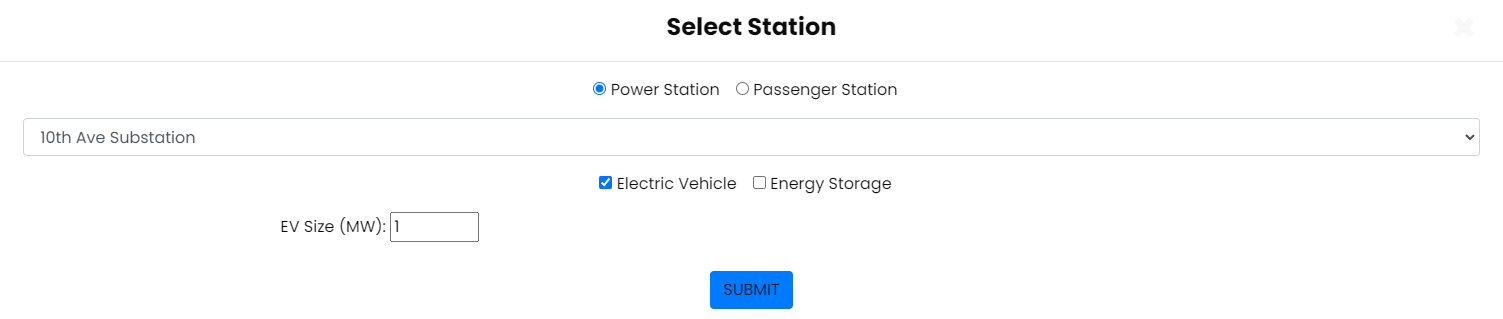 Select Station
Power Station Passenger Station
10th Ave Substation
Electric Vehicle Energy Storage
EV Size (MW): 1
SUBMIT